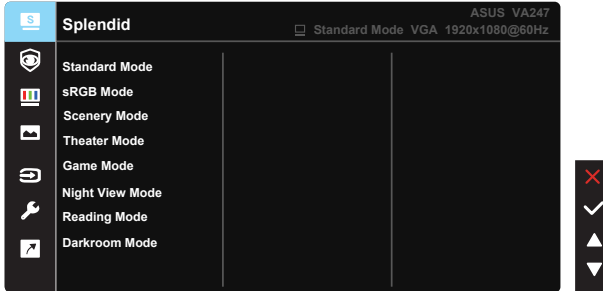 S
Splendid
ASUS VA247
Standard Mode VGA 1920x1080@60Hz
Standard Mode
sRGB Mode
Scenery Mode
Theater Mode
Game Mode
Night View Mode
Reading Mode
Darkroom Mode